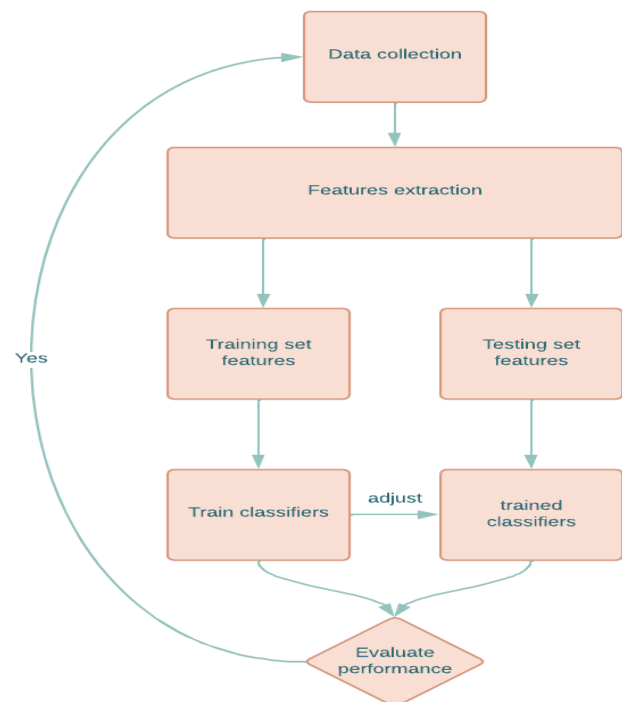 Data collection
Features extraction
Training set
features
Testing set
features
Yes
Train classifiers
adjust
trained
classifiers
Evaluate
performance